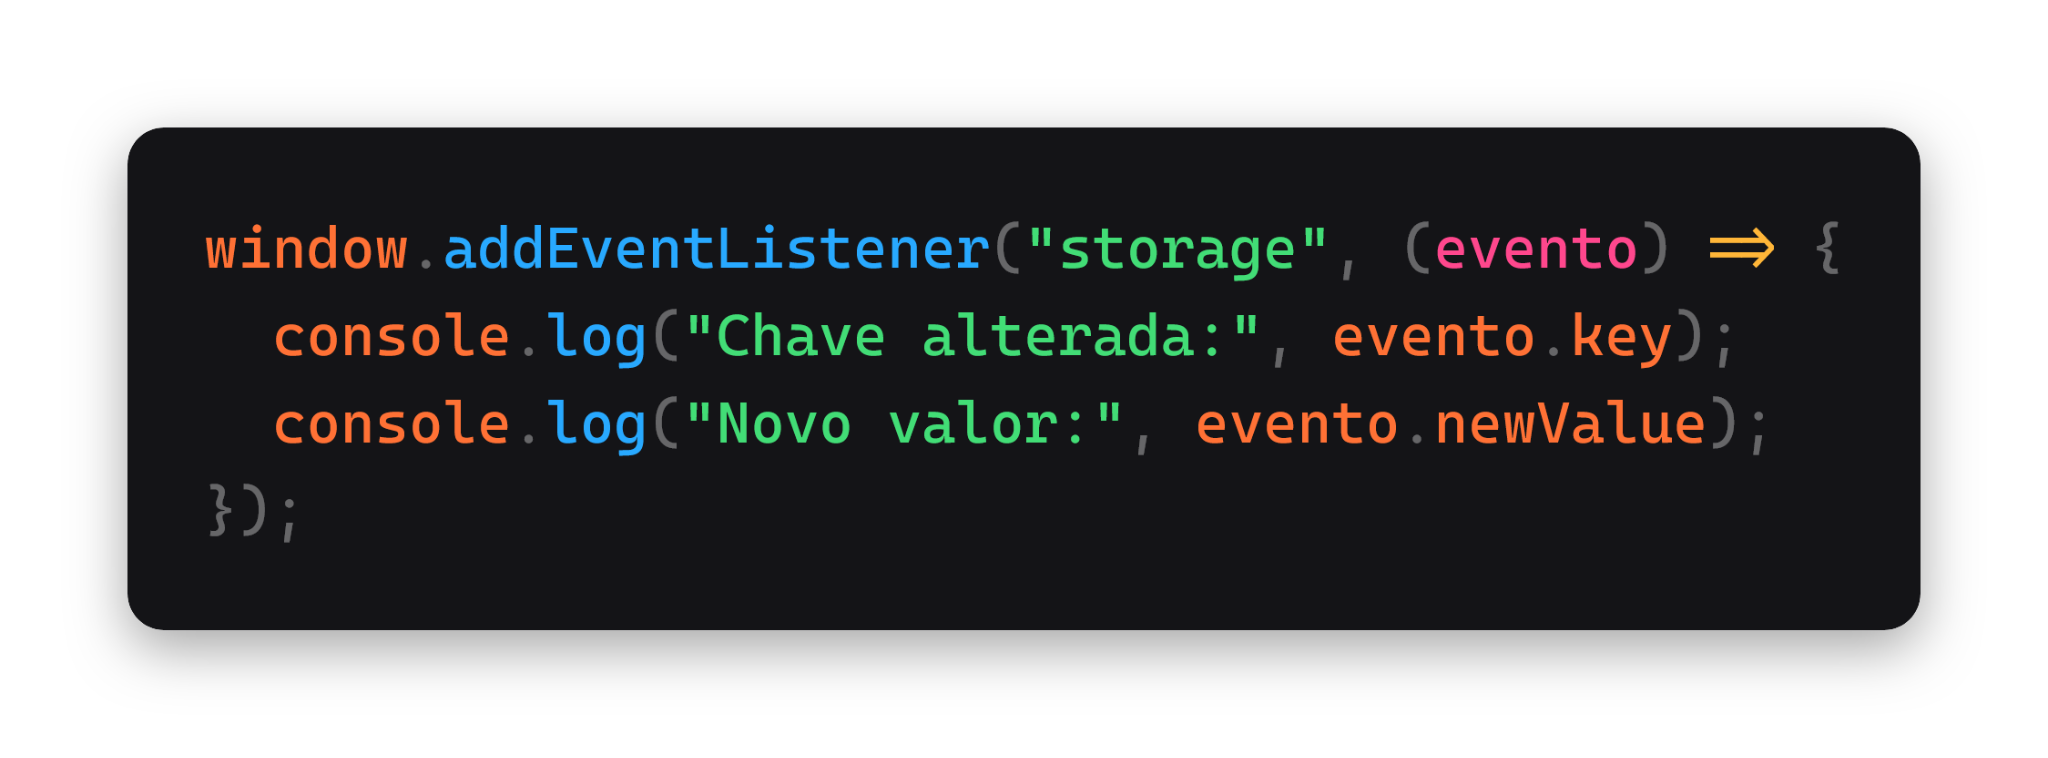 window.addEventListener("storage", (evento) => {
  console.log("Chave alterada:", evento.key);
  console.log("Novo valor:", evento.newValue);
});